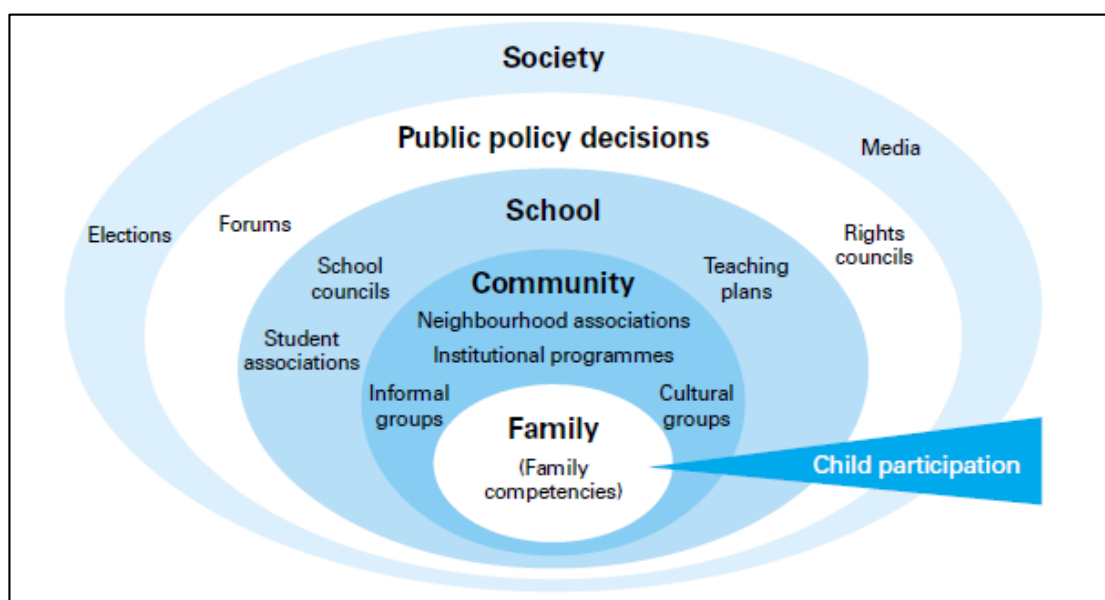 Society
Public policy decisions
Media
School
Elections
Forums
Rights
councils
School
councils
Teaching
plans
Community
Neighbourhood associations
Student
associations
Institutional programmes
Informal
groups
Cultural
groups
Family
(Family
competencies)
Child participation